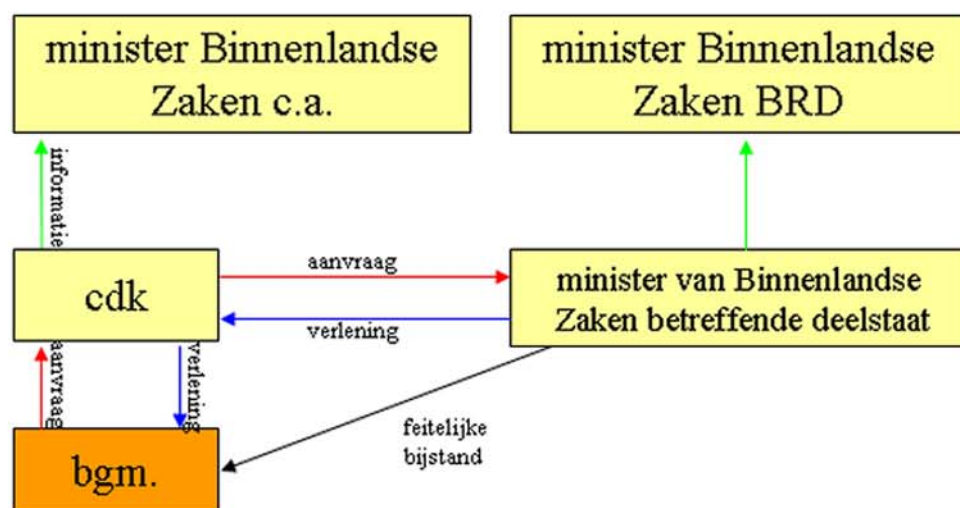 minister Binnenlandse
Zaken c.a.
minister Binnenlandse
Zaken BRD
informatie
cdk
aanvraag
verlening
minister van Binnenlandse
Zaken betreffende deelstaat
aanvraag
verlening
feitelijke
bijstand
bgm.